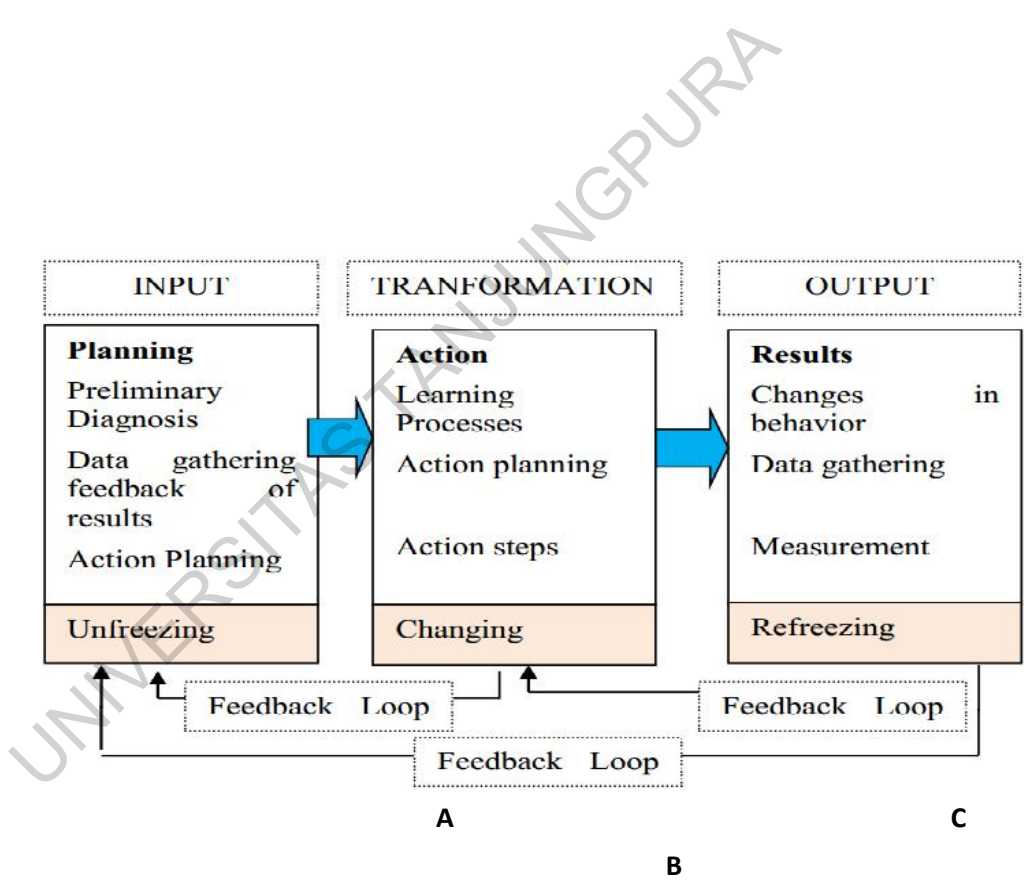 UNIVERSITAS TANJUNGPURA
INPUT
TRANFORMATION
OUTPUT
Planning
Preliminary
Diagnosis
Data gathering
feedback of
results
Action Planning
Unfreezing
Action
Learning
Processes
Action planning
Action steps
Changing
Results
Changes in
behavior
Data gathering
Measurement
Refreezing
Feedback Loop
Feedback Loop
Feedback Loop
A
C
B